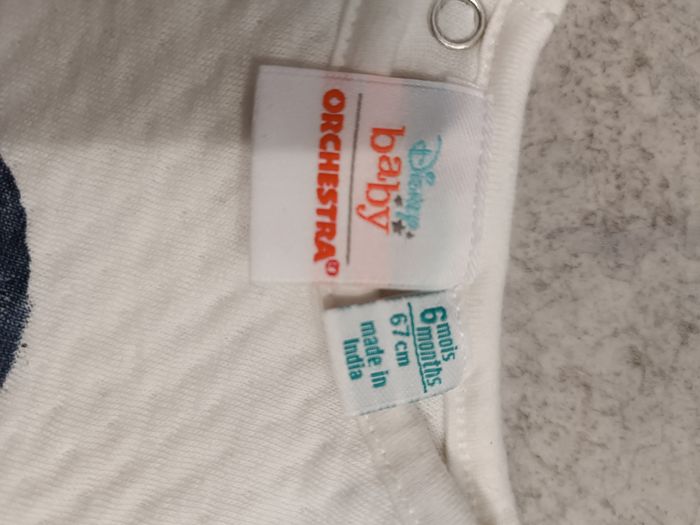 Disney
baby
ORCHESTRA
6 mois
months
67 cm
made in
India